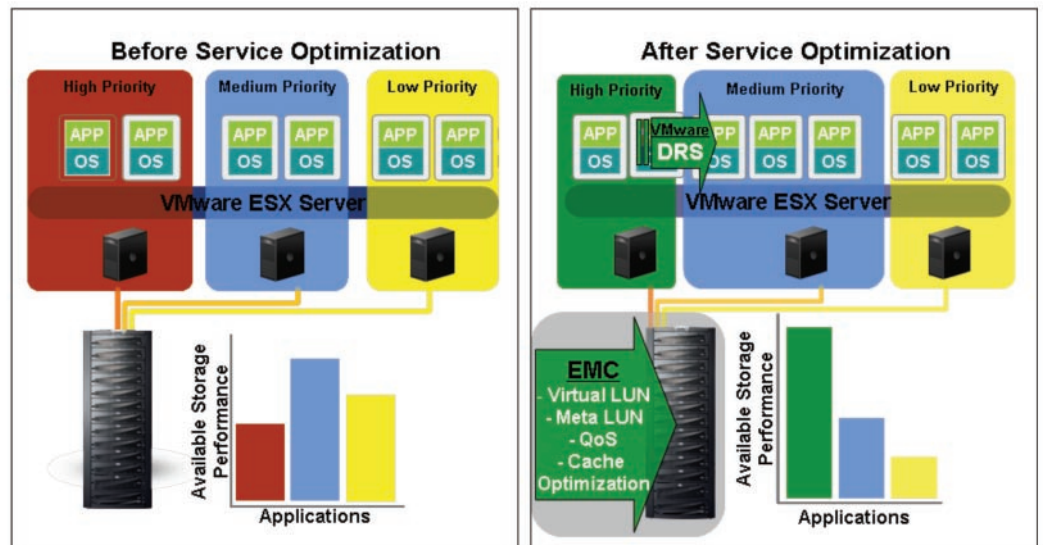 Before Service Optimization
High Priority
Medium Priority
Low Priority
APP
OS
APP
OS
APP
OS
APP
OS
APP
OS
APP
OS
VMware ESX Server
Available Storage
Performance
Applications
After Service Optimization
High Priority
Medium Priority
Low Priority
APP
OS
VMware
DRS
APP
OS
APP
OS
APP
OS
APP
OS
APP
OS
VMware ESX Server
EMC
- Virtual LUN
- Meta LUN
- QoS
- Cache
Optimization
Available Storage
Performance
Applications